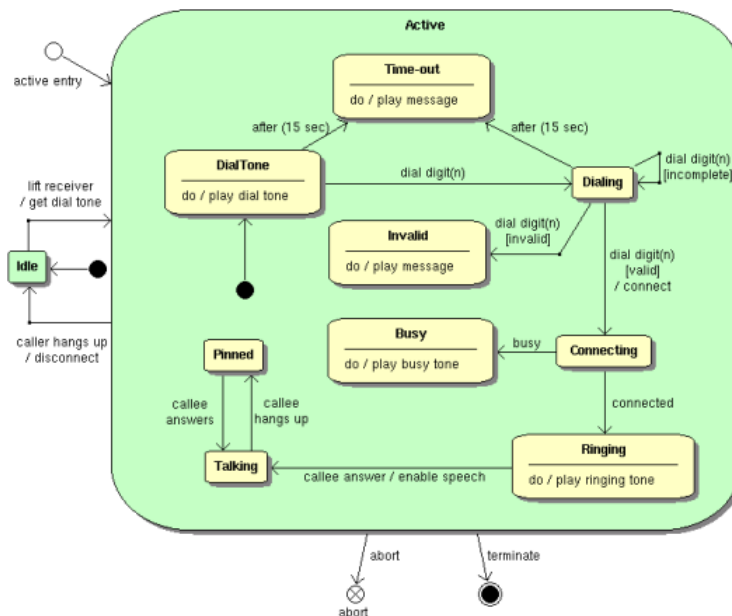 Active
active entry
Time-out
do / play message
after (15 sec)
after (15 sec)
DialTone
do / play dial tone
dial digit(n)
Dialing
dial digit(n)
[incomplete]
lift receiver
/ get dial tone
Invalid
do / play message
dial digit(n)
[invalid]
dial digit(n)
[valid]
/ connect
Idle
caller hangs up
/ disconnect
Busy
do / play busy tone
busy
Connecting
Pinned
callee
answers
callee
hangs up
connected
Talking
callee answer / enable speech
Ringing
do / play ringing tone
abort
terminate
abort